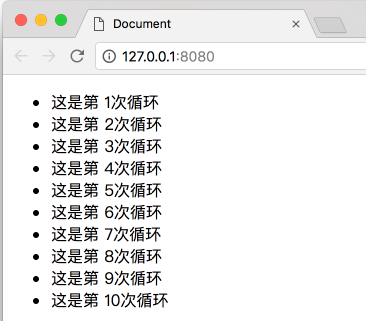 Document
127.0.0.1:8080
这是第 1次循环
这是第 2次循环
这是第 3次循环
这是第 4次循环
这是第 5次循环
这是第 6次循环
这是第 7次循环
这是第 8次循环
这是第 9次循环
这是第 10次循环